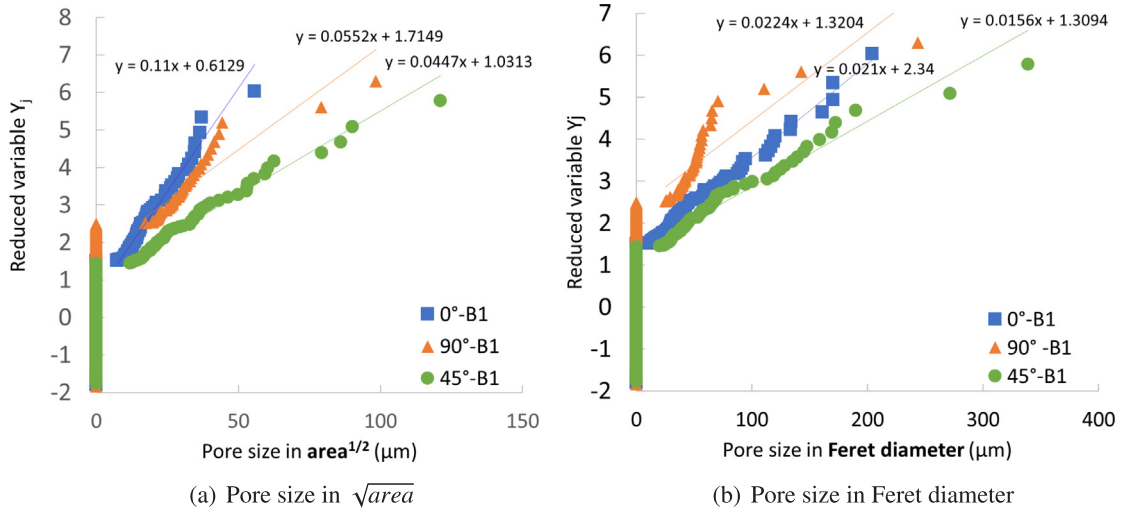 8
7
6
5
4
3
2
1
0
-1
-2
Reduced variable Yj
y = 0.11x + 0.6129
y = 0.0552x + 1.7149
y = 0.0447x + 1.0313
0°-B1
90°-B1
45°-B1
0
50
100
150
Pore size in area1/2 (μm)
(a) Pore size in √area
7
6
5
4
3
2
1
0
-1
-2
Reduced variable Yj
y = 0.0224x + 1.3204
y = 0.0156x + 1.3094
y = 0.021x + 2.34
0°-B1
90° -B1
45°-B1
0
100
200
300
400
Pore size in Feret diameter (μm)
(b) Pore size in Feret diameter